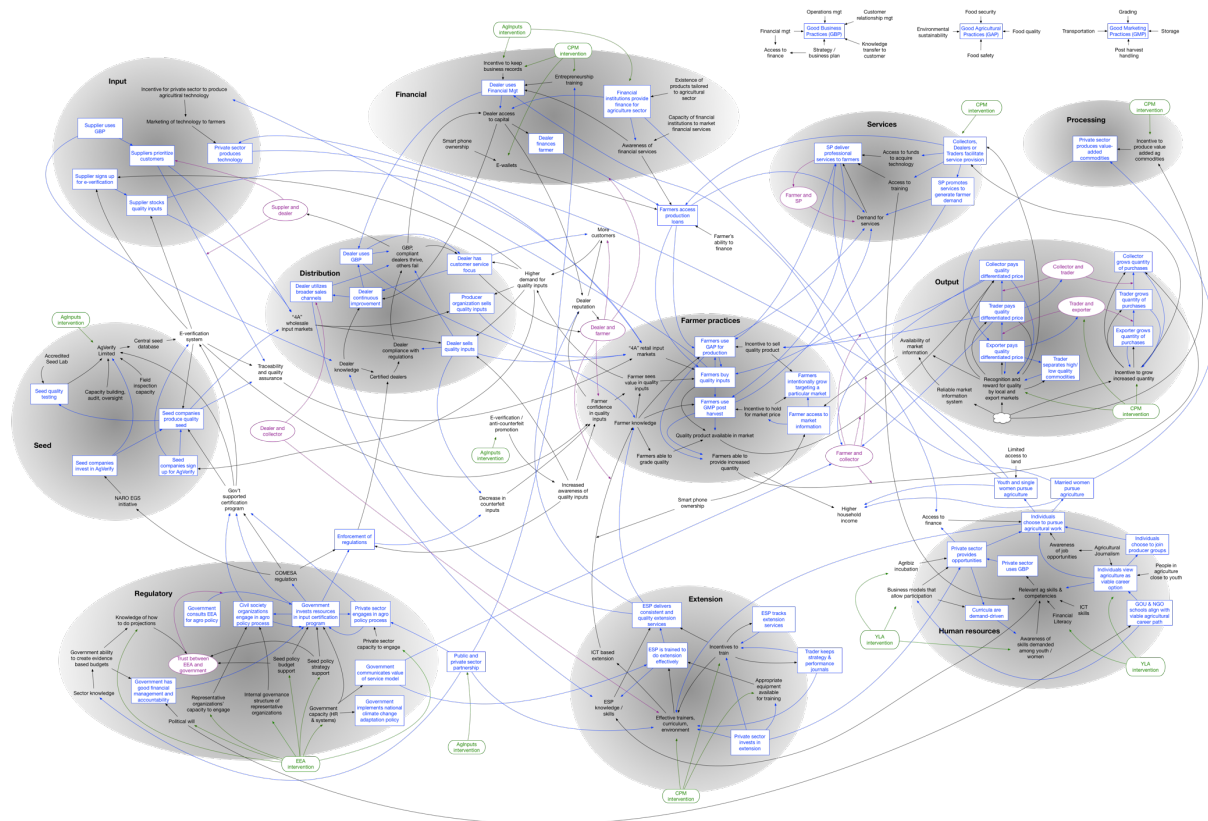 Operations mgt
Customer
relationship mgt
Financial mgt
Good Business
Practices (GBP)
Access to
finance
Strategy /
business plan
Knowledge
transfer to
customer
Food security
Environmental
sustainability
Good Agricultural
Practices (GAP)
Food quality
Food safety
Grading
Transportation
Good Marketing
Practices (GMP)
Storage
Post harvest
handling
AgInputs
intervention
CPM
intervention
Input
Incentive for private sector to produce
agricultural technology
Marketing of technology to farmers
Supplier uses
GBP
Suppliers prioritize
customers
Private sector
produces
technology
Supplier signs up
for e-verification
Supplier stocks
quality inputs
Supplier and
dealer
Financial
Incentive to keep
business records
Dealer uses
Financial Mgt
Entrepreneurship
training
Dealer access
to capital
Smart phone
ownership
Dealer
finances
farmer
E-wallets
Financial
institutions provide
finance for
agriculture sector
Existence of
products tailored
to agricultural
sector
Capacity of financial
institutions to market
financial services
Awareness of
financial services
Farmers access
production
loans
Farmer's
ability to
finance
Services
CPM
intervention
SP deliver
professional
services to farmers
Access to funds
to acquire
technology
Collectors,
Dealers or
Traders facilitate
service provision
Access to
training
SP promotes
services to
generate farmer
demand
Farmer and
SP
Demand for
services
Processing
CPM
intervention
Private sector
produces value-
added
commodities
Incentive to
produce value
added ag
commodities
Distribution
Dealer uses
GBP
GBP,
compliant
dealers thrive,
others fail
Dealer has
customer service
focus
Dealer utilizes
broader sales
channels
Dealer
continuous
improvement
Producer
organization sells
quality inputs
"4A"
wholesale
input markets
Dealer
compliance with
regulations
Dealer sells
quality inputs
Dealer
knowledge
Certified dealers
More
customers
Higher
demand for
quality inputs
Dealer
reputation
Dealer and
farmer
"4A" retail input
markets
Farmer sees
value in quality
inputs
Farmer
confidence in
quality inputs
Farmer knowledge
Farmer practices
Farmers use
GAP for
production
Incentive to sell
quality product
Farmers buy
quality inputs
Farmers
intentionally grow
targeting a
particular market
Farmers use
GMP post
harvest
Incentive to hold
for market price
Farmer access to
market
information
Quality product available in market
Farmers able to
grade quality
Farmers able to
provide increased
quantity
Output
Collector pays
quality
differentiated price
Collector and
trader
Collector
grows quantity
of purchases
Trader pays
quality
differentiated price
Trader and
exporter
Trader grows
quantity of
purchases
Exporter pays
quality
differentiated price
Exporter grows
quantity of
purchases
Trader
separates high/
low quality
commodities
Incentive to grow
increased quantity
Recognition and
reward for quality
by local and
export markets
Availability of
market
information
Reliable market
information
system
CPM
intervention
Seed
AgInputs
intervention
Accredited
Seed Lab
AgVerify
Limited
Central seed
database
E-verification
system
Seed quality
testing
Capacity building
audit, oversight
Field
inspection
capacity
Traceability
and quality
assurance
Seed companies
produce quality
seed
Seed companies
invest in AgVerify
Seed
companies sign
up for AgVerify
NARO EGS
initiative
Gov't
supported
certification
program
Dealer and
collector
E-verification /
anti-counterfeit
promotion
AgInputs
intervention
Decrease in
counterfeit
inputs
Increased
awareness of
quality inputs
Enforcement of
regulations
Smart phone
ownership
Farmer and
collector
Higher
household
income
Limited
access to
land
Youth and single
women pursue
agriculture
Married women
pursue
agriculture
Regulatory
COMESA
regulation
Government
consults EEA for
agro policy
Civil society
organizations
engage in agro
policy process
Government
invests resources
in input certification
program
Private sector
engages in agro
policy process
Knowledge of how
to do projections
Trust between
EEA and
government
Seed policy
budget
support
Seed policy
strategy
support
Private sector
capacity to engage
Government ability
to create evidence
based budgets
Government
communicates value
of service model
Public and
private sector
partnership
Sector knowledge
Government has
good financial
management and
accountability
Representative
organizations'
capacity to engage
Internal governance
structure of
representative
organizations
Government
capacity (HR
& systems)
Government
implements national
climate change
adaptation policy
Political will
EEA
intervention
AgInputs
intervention
Extension
ESP delivers
consistent and
quality extension
services
ESP tracks
extension
services
ESP is trained to
do extension
effectively
Incentives to
train
Trader keeps
strategy &
performance
journals
ICT based
extension
Appropriate
equipment
available
for training
ESP
knowledge /
skills
Effective trainers,
curriculum,
environment
Private sector
invests in
extension
CPM
intervention
Human resources
Access to
finance
Individuals
choose to pursue
agricultural work
Individuals
choose to join
producer groups
Awareness
of job
opportunities
Agricultural
Journalism
Agribiz
incubation
Private sector
provides
opportunities
Private sector
uses GBP
Individuals view
agriculture as
viable career
option
People in
agriculture
close to youth
Business models that
allow participation
Relevant ag skills &
competencies
ICT
skills
Curricula are
demand-driven
Financial
Literacy
GOU & NGO
schools align with
viable agricultural
career path
YLA
intervention
Awareness of
skills demanded
among youth /
women
YLA
intervention